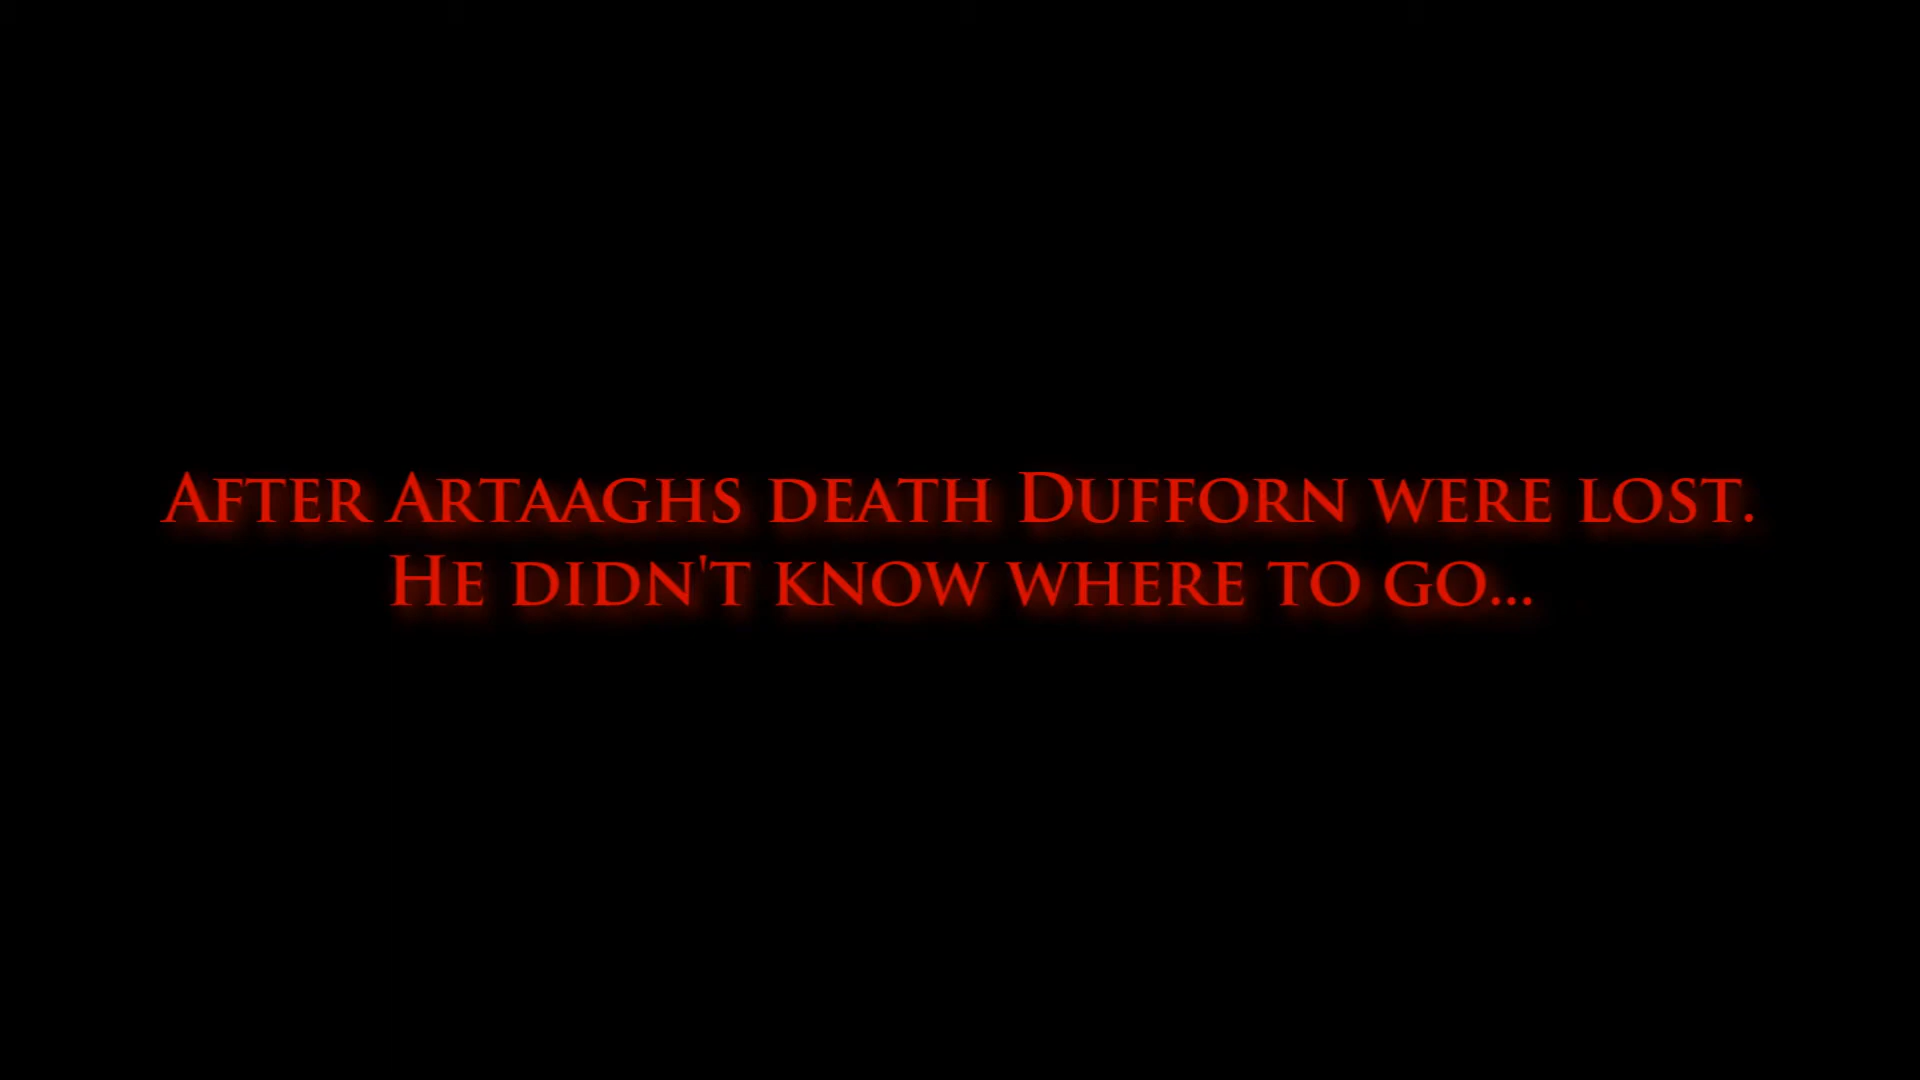 After Artaaghs death Dufforn were lost.
He didn't know where to go...